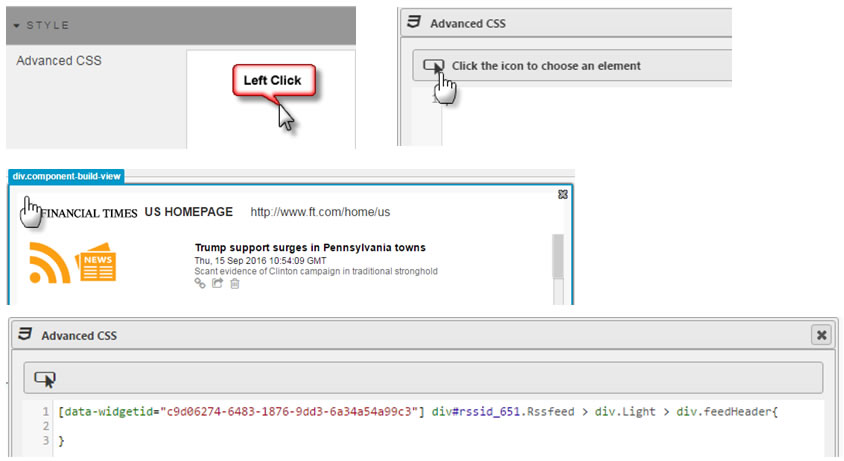 STYLE
Advanced CSS
Left Click
Advanced CSS
Click the icon to choose an element
1
div.component-build-view
FINANCIAL TIMES US HOMEPAGE http://www.ft.com/home/us
NEWS
Trump support surges in Pennsylvania towns
Thu, 15 Sep 2016 10:54:09 GMT
Scant evidence of Clinton campaign in traditional stronghold
Advanced CSS
1 [data-widgetid="c9d06274-6483-1876-9dd3-6a34a54a99c3"] div#rssid_651.Rssfeed > div.Light > div.feedHeader{
2
3 }